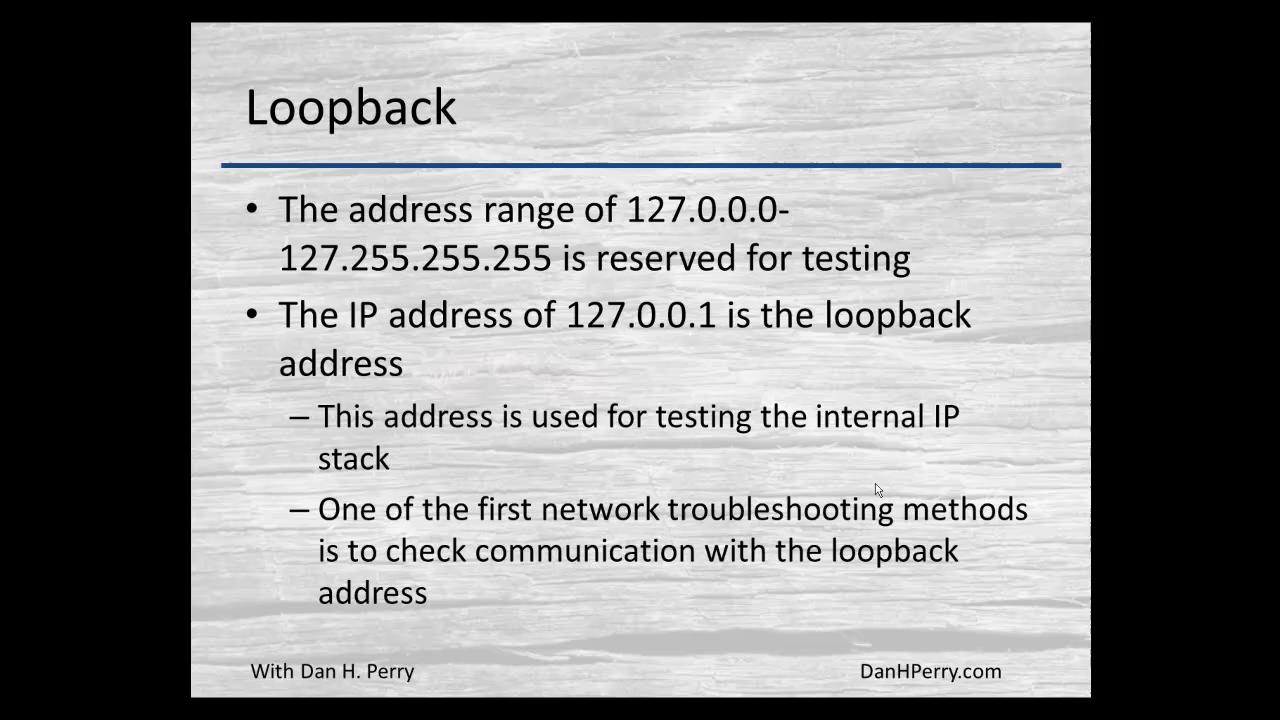 Loopback
• The address range of 127.0.0.0-
127.255.255.255 is reserved for testing
• The IP address of 127.0.0.1 is the loopback
address
– This address is used for testing the internal IP
stack
– One of the first network troubleshooting methods
is to check communication with the loopback
address
With Dan H. Perry
DanHPerry.com